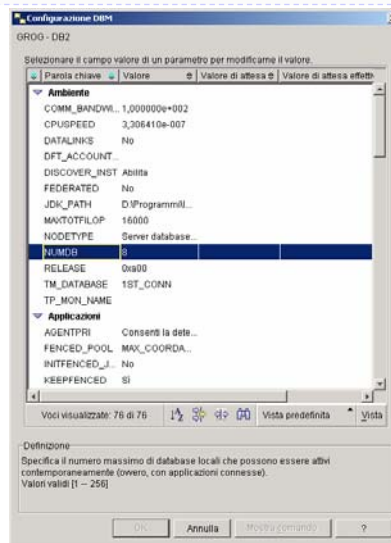 Configurazione DBM
GROG - DB2
Selezionare il campo valore di un parametro per modificarne il valore.
Parola chiave Valore Valore di attesa Valore di attesa effetti
Ambiente
COMM_BANDWI... 1,000000e+002
CPUSPEED 3,306410e-007
DATALINKS No
DFT_ACCOUNT...
DISCOVER_INST Abilita
FEDERATED No
JDK_PATH D:\Programmi\I...
MAXTOTFILOP 16000
NODETYPE Server database...
NUMDB 8
RELEASE 0xa00
TM_DATABASE 1ST_CONN
TP_MON_NAME
Applicazioni
AGENTPRI Consenti la dete...
FENCED_POOL MAX_COORDA...
INITFENCED_J... No
KEEPFENCED Sì
Voci visualizzate: 76 di 76 Vista predefinita Vista
Definizione
Specifica il numero massimo di database locali che possono essere attivi
contemporaneamente (ovvero, con applicazioni connesse).
Valori validi [1 -- 256]
OK Annulla Mostra comando ?